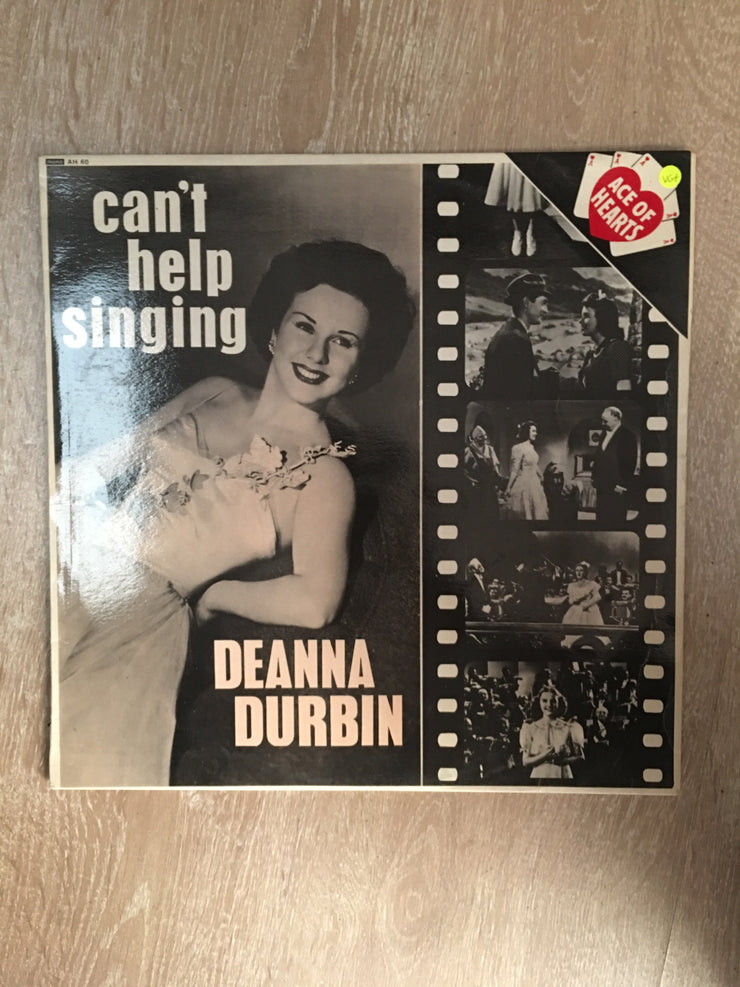 AH 60
can't
help
singing
ACE OF
HEARTS
VG+
DEANNA
DURBIN